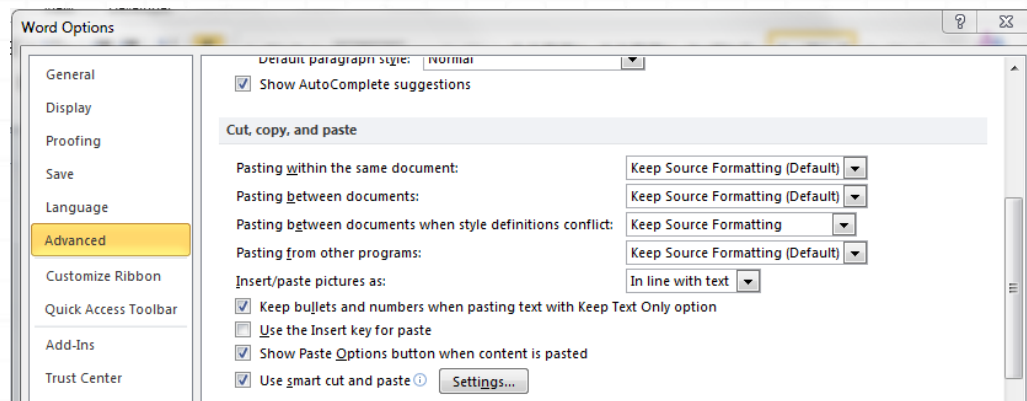 Word Options
General
Display
Proofing
Save
Language
Advanced
Customize Ribbon
Quick Access Toolbar
Add-Ins
Trust Center
Default paragraph style: Normal
Show AutoComplete suggestions
Cut, copy, and paste
Pasting within the same document: Keep Source Formatting (Default)
Pasting between documents: Keep Source Formatting (Default)
Pasting between documents when style definitions conflict: Keep Source Formatting
Pasting from other programs: Keep Source Formatting (Default)
Insert/paste pictures as: In line with text
Keep bullets and numbers when pasting text with Keep Text Only option
Use the Insert key for paste
Show Paste Options button when content is pasted
Use smart cut and paste Settings...